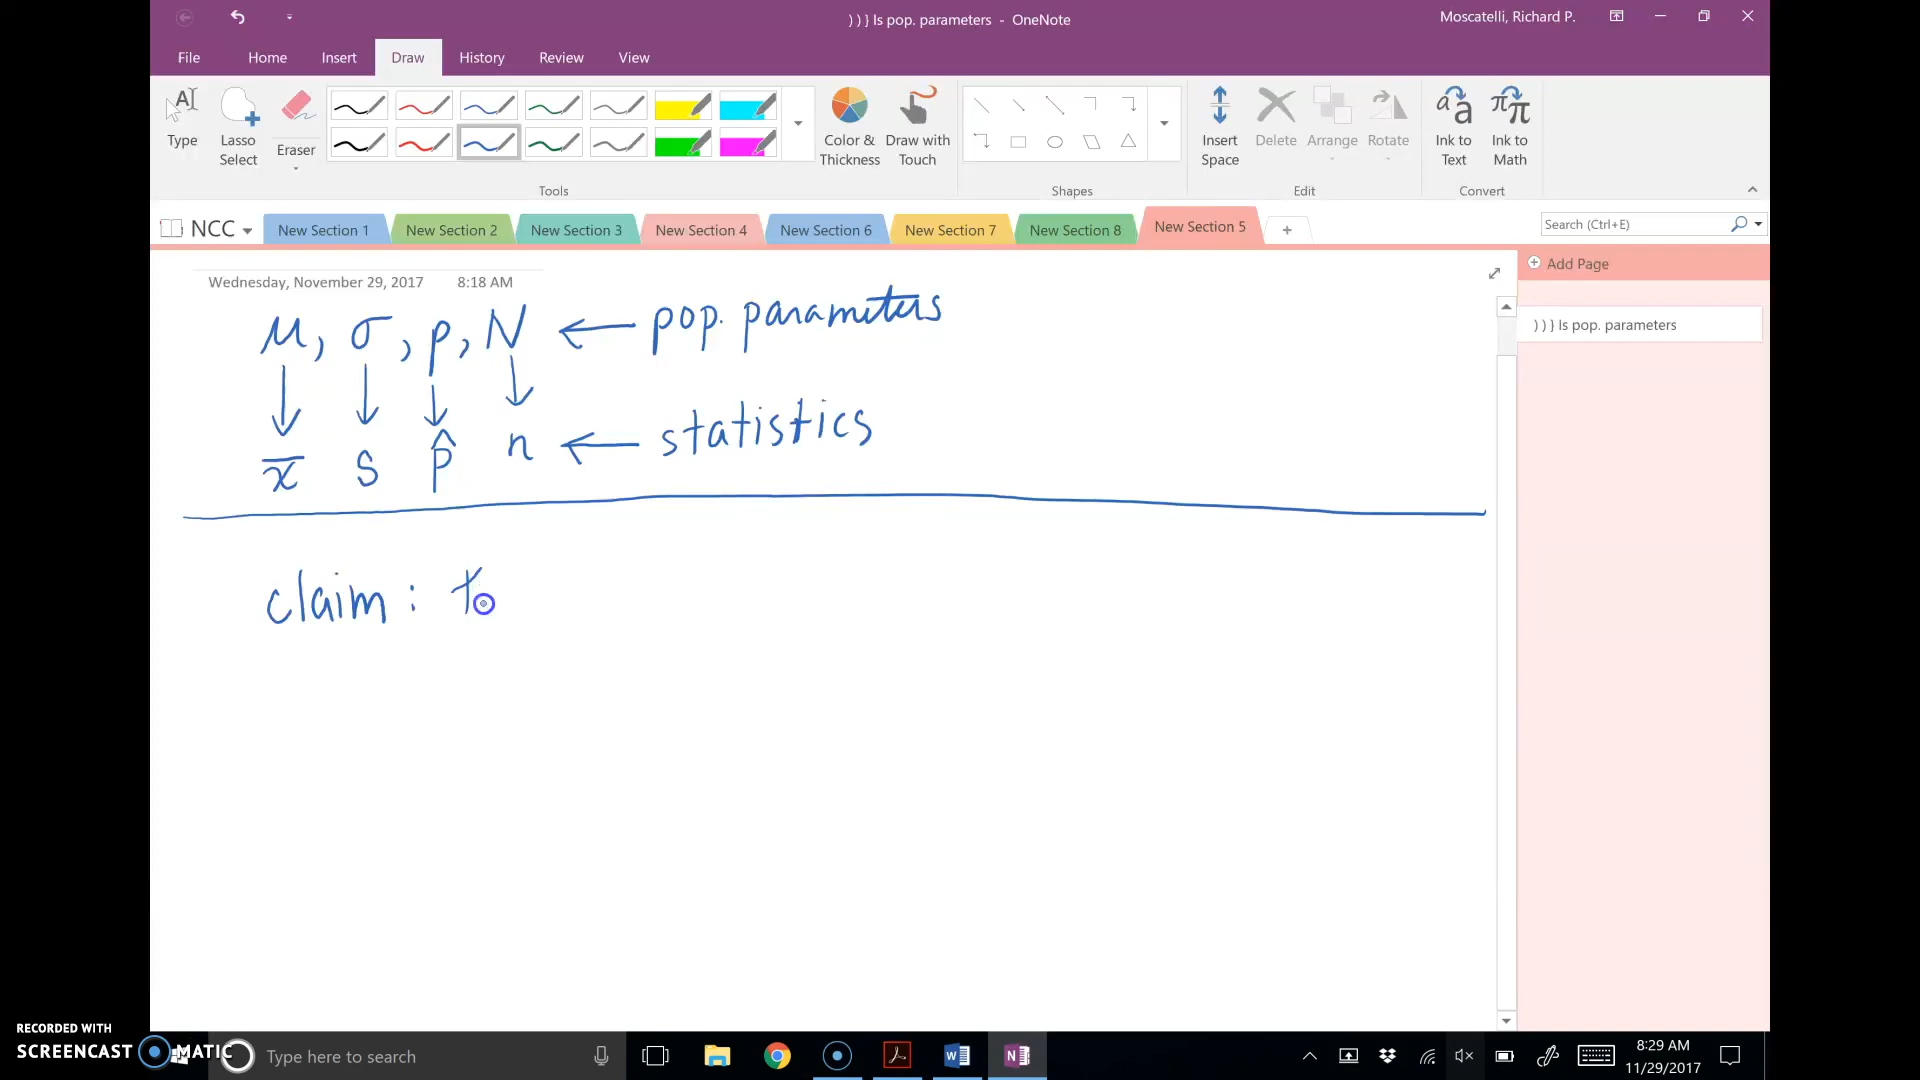 ) ) } Is pop. parameters - OneNote
Moscatelli, Richard P.
File Home Insert Draw History Review View
Type
Lasso Select
Eraser
Color & Thickness
Draw with Touch
Insert Space
Delete
Arrange
Rotate
Ink to Text
Ink to Math
Tools Shapes Edit Convert
NCC New Section 1 New Section 2 New Section 3 New Section 4 New Section 6 New Section 7 New Section 8 New Section 5 +
Search (Ctrl+E)
Add Page
) ) } Is pop. parameters
Wednesday, November 29, 2017 8:18 AM
μ, σ, p, N ← pop. parameters
↓ ↓ ↓ ↓
x̄ s p̂ n ← statistics
claim :
RECORDED WITH
SCREENCAST MATIC
Type here to search
8:29 AM
11/29/2017